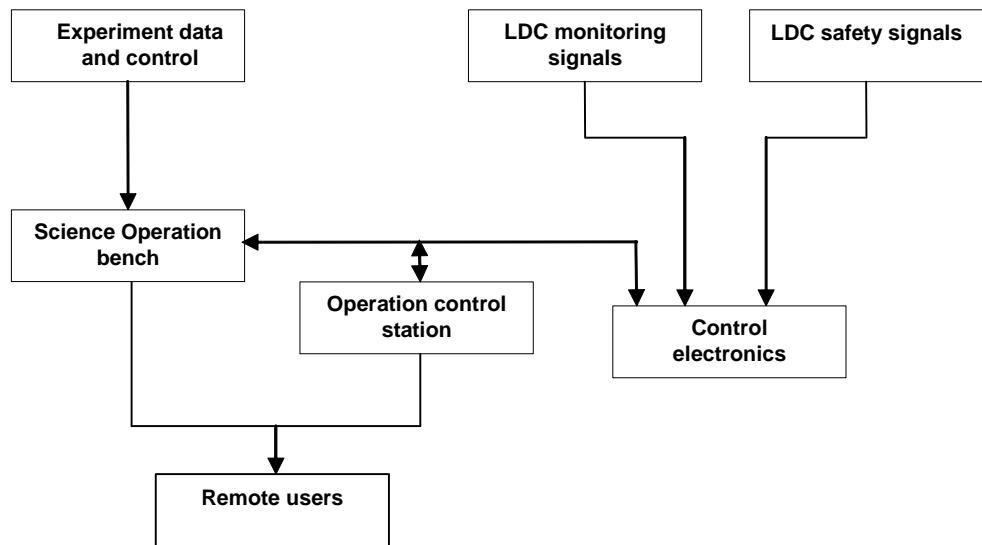 Experiment data
and control
LDC monitoring
signals
LDC safety signals
Science Operation
bench
Operation control
station
Control
electronics
Remote users